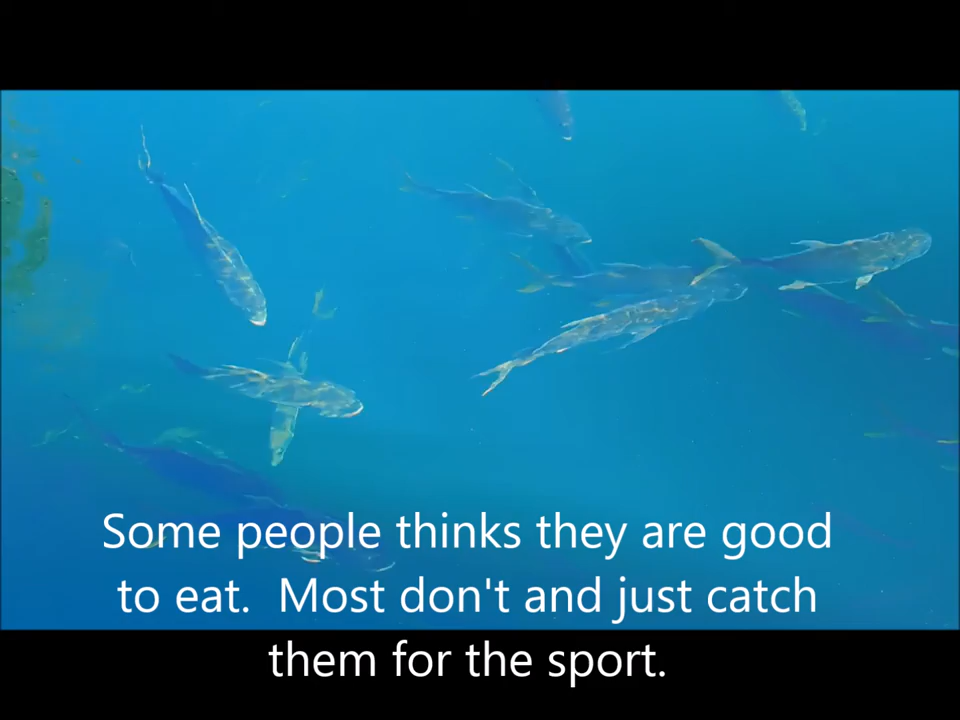 Some people thinks they are good
to eat.  Most don't and just catch
them for the sport.